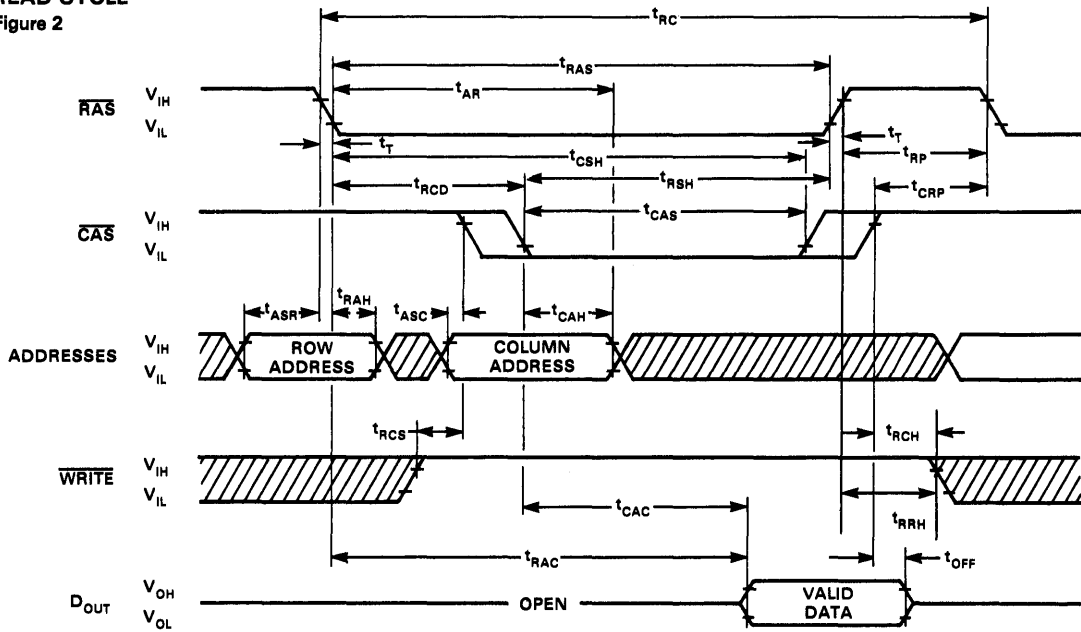 READ CYCLE
Figure 2
tRC
tRAS
tAR
RAS
VIH
VIL
tT
tT
tCSH
tRP
tRCD
tRSH
tCRP
CAS
VIH
VIL
tCAS
tASR
tRAH
tASC
tCAH
ADDRESSES
VIH
VIL
ROW
ADDRESS
COLUMN
ADDRESS
tRCS
tRCH
WRITE
VIH
VIL
tCAC
tRRH
tRAC
tOFF
DOUT
VOH
VOL
OPEN
VALID
DATA